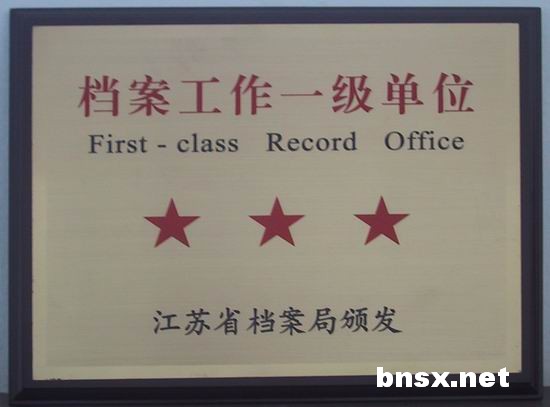 档案工作一级单位
First - class Record Office
江苏省档案局颁发
bnsx.net